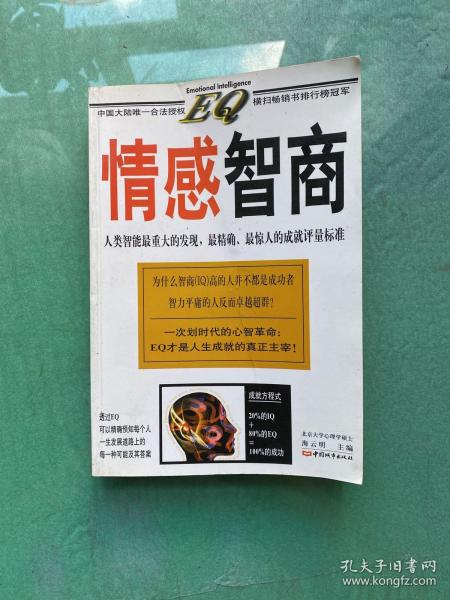 Emotional Intelligence
中国大陆唯一合法授权
EQ
横扫畅销书排行榜冠军
情感智商
人类智能最重大的发现，最精确、最惊人的成就评量标准
为什么智商(IQ)高的人并不都是成功者
智力平庸的人反而卓越超群？
一次划时代的心智革命：
EQ才是人生成就的真正主宰！
透过EQ
可以精确预知每个人
一生发展道路上的
每一种可能及其答案
成就方程式
20%的IQ
+
80%的EQ
=
100%的成功
北京大学心理学硕士
海云明 主编
中国城市出版社
孔夫子旧书网
www.kongfz.com